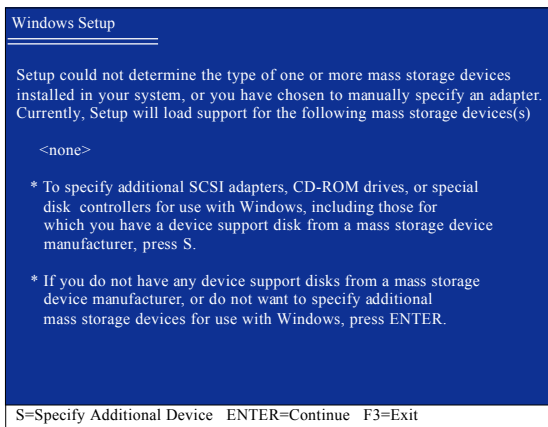 Windows Setup
Setup could not determine the type of one or more mass storage devices
installed in your system, or you have chosen to manually specify an adapter.
Currently, Setup will load support for the following mass storage devices(s)
<none>
* To specify additional SCSI adapters, CD-ROM drives, or special
disk controllers for use with Windows, including those for
which you have a device support disk from a mass storage device
manufacturer, press S.
* If you do not have any device support disks from a mass storage
device manufacturer, or do not want to specify additional
mass storage devices for use with Windows, press ENTER.
S=Specify Additional Device ENTER=Continue F3=Exit